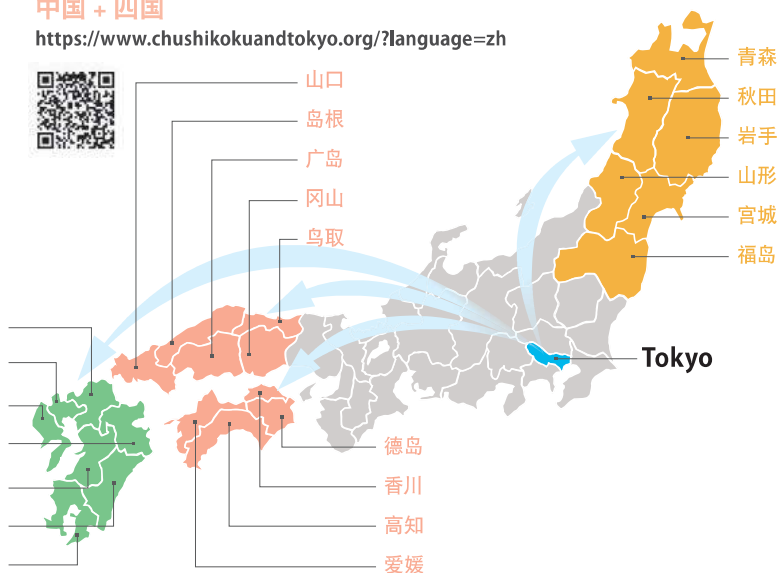 中国 + 四国
https://www.chushikokuandtokyo.org/?language=zh
山口
岛根
广岛
冈山
鸟取
青森
秋田
岩手
山形
宫城
福岛
Tokyo
德岛
香川
高知
爱媛